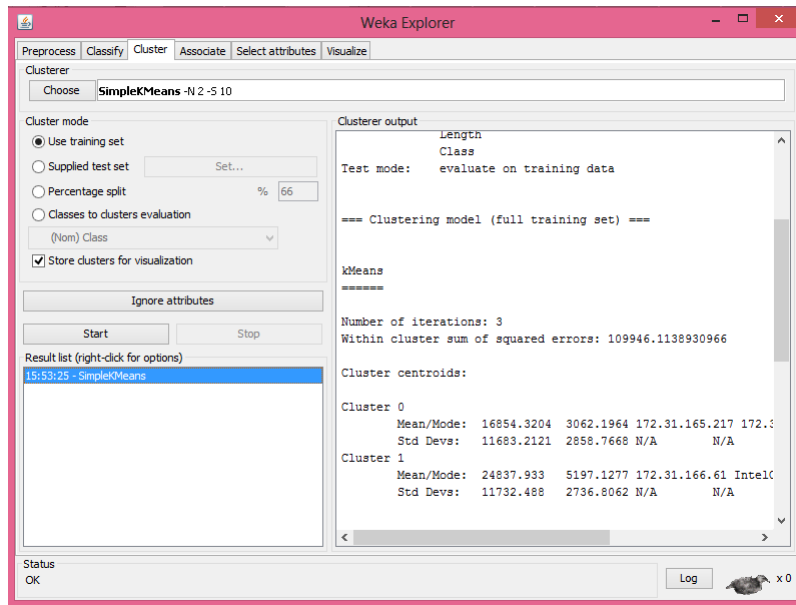 Weka Explorer
Preprocess Classify Cluster Associate Select attributes Visualize
Clusterer
Choose SimpleKMeans -N 2 -S 10
Cluster mode
Use training set
Supplied test set Set...
Percentage split % 66
Classes to clusters evaluation
(Nom) Class
Store clusters for visualization
Ignore attributes
Start Stop
Result list (right-click for options)
15:53:25 - SimpleKMeans
Clusterer output
Length
Class
Test mode: evaluate on training data
=== Clustering model (full training set) ===
kMeans
======
Number of iterations: 3
Within cluster sum of squared errors: 109946.1138930966
Cluster centroids:
Cluster 0
Mean/Mode: 16854.3204 3062.1964 172.31.165.217 172.3
Std Devs: 11683.2121 2858.7668 N/A N/A
Cluster 1
Mean/Mode: 24837.933 5197.1277 172.31.166.61 Intel
Std Devs: 11732.488 2736.8062 N/A N/A
Status
OK
Log x 0